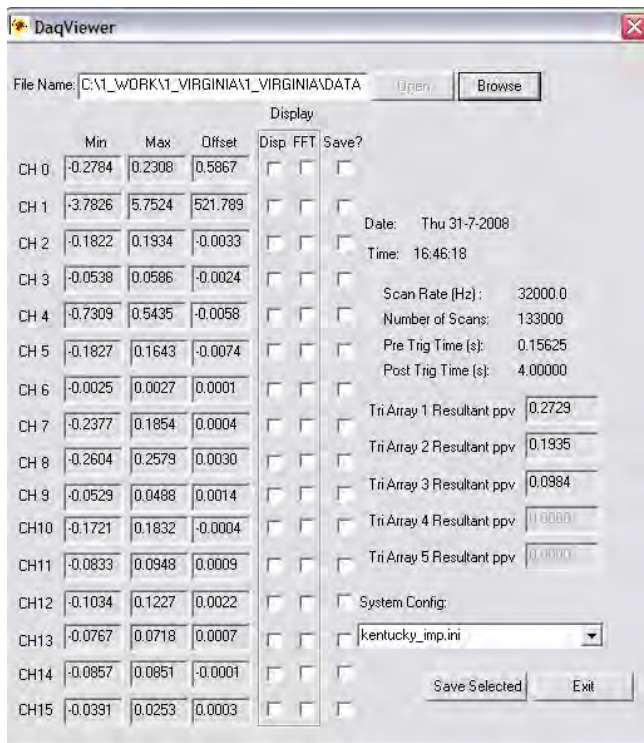 DaqViewer
File Name: C:\1_WORK\1_VIRGINIA\1_VIRGINIA\DATA Open Browse
Display
Min Max Offset Disp FFT Save?
CH 0 -0.2784 0.2308 0.5867
CH 1 -3.7826 5.7524 521.789
CH 2 -0.1822 0.1934 -0.0033
CH 3 -0.0538 0.0586 -0.0024
CH 4 -0.7309 0.5435 -0.0058
CH 5 -0.1827 0.1643 -0.0074
CH 6 -0.0025 0.0027 0.0001
CH 7 -0.2377 0.1854 0.0004
CH 8 -0.2604 0.2579 0.0030
CH 9 -0.0529 0.0488 0.0014
CH10 -0.1721 0.1832 -0.0004
CH11 -0.0833 0.0948 0.0009
CH12 -0.1034 0.1227 0.0022
CH13 -0.0767 0.0718 0.0007
CH14 -0.0857 0.0851 -0.0001
CH15 -0.0391 0.0253 0.0003
Date: Thu 31-7-2008
Time: 16:46:18
Scan Rate (Hz) : 32000.0
Number of Scans: 133000
Pre Trig Time (s): 0.15625
Post Trig Time (s): 4.00000
Tri Array 1 Resultant ppv 0.2729
Tri Array 2 Resultant ppv 0.1935
Tri Array 3 Resultant ppv 0.0984
Tri Array 4 Resultant ppv 0.0000
Tri Array 5 Resultant ppv 0.0000
System Config:
kentucky_imp.ini
Save Selected Exit